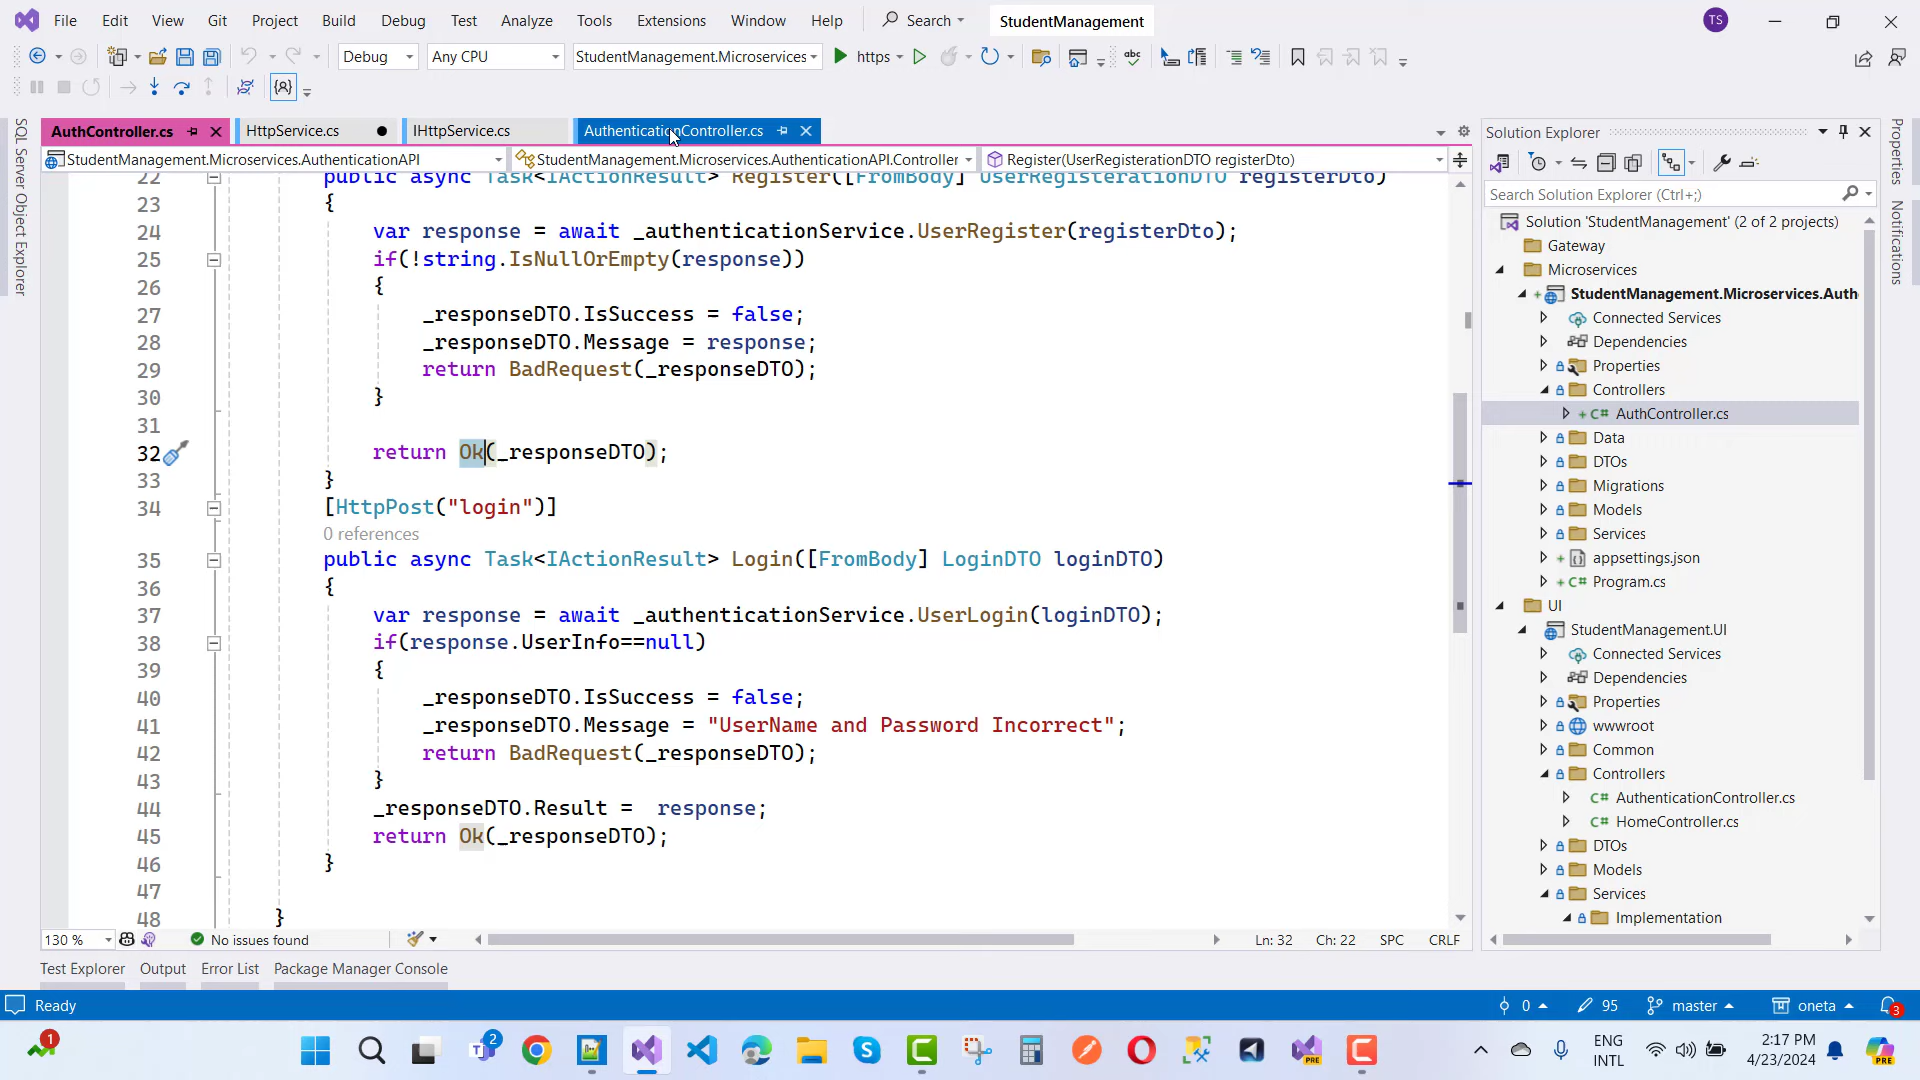 File Edit View Git Project Build Debug Test Analyze Tools Extensions Window Help Search StudentManagement TS
Debug Any CPU StudentManagement.Microservices https
AuthController.cs HttpService.cs IHttpService.cs AuthenticationController.cs
StudentManagement.Microservices.AuthenticationAPI StudentManagement.Microservices.AuthenticationAPI.Controller Register(UserRegisterationDTO registerDto)
22 public async Task<IActionResult> Register([FromBody] UserRegisterationDTO registerDto)
23 {
24 var response = await _authenticationService.UserRegister(registerDto);
25 if(!string.IsNullOrEmpty(response))
26 {
27 _responseDTO.IsSuccess = false;
28 _responseDTO.Message = response;
29 return BadRequest(_responseDTO);
30 }
31
32 return Ok(_responseDTO);
33 }
34 [HttpPost("login")]
0 references
35 public async Task<IActionResult> Login([FromBody] LoginDTO loginDTO)
36 {
37 var response = await _authenticationService.UserLogin(loginDTO);
38 if(response.UserInfo==null)
39 {
40 _responseDTO.IsSuccess = false;
41 _responseDTO.Message = "UserName and Password Incorrect";
42 return BadRequest(_responseDTO);
43 }
44 _responseDTO.Result = response;
45 return Ok(_responseDTO);
46 }
47
48 }
130 % No issues found Ln: 32 Ch: 22 SPC CRLF
SQL Server Object Explorer
Solution Explorer
Search Solution Explorer (Ctrl+;)
Solution 'StudentManagement' (2 of 2 projects)
Gateway
Microservices
StudentManagement.Microservices.Auth
Connected Services
Dependencies
Properties
Controllers
AuthController.cs
Data
DTOs
Migrations
Models
Services
appsettings.json
Program.cs
UI
StudentManagement.UI
Connected Services
Dependencies
Properties
wwwroot
Common
Controllers
AuthenticationController.cs
HomeController.cs
DTOs
Models
Services
Implementation
Properties
Notifications
Test Explorer Output Error List Package Manager Console
Ready 0 95 master oneta 3
1 2 PRE ENG INTL 2:17 PM 4/23/2024 PRE